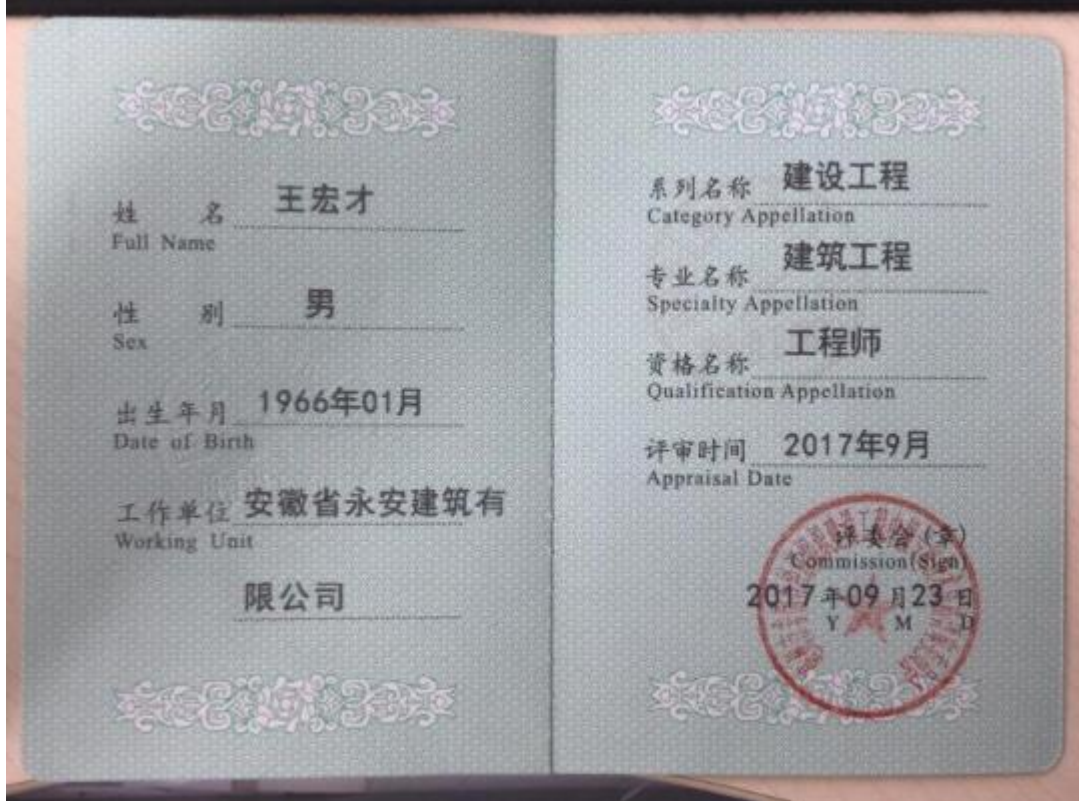 姓 名 王宏才
Full Name
性 别 男
Sex
出生年月 1966年01月
Date of Birth
工作单位 安徽省永安建筑有
Working Unit
限公司
系列名称 建设工程
Category Appellation
专业名称 建筑工程
Specialty Appellation
资格名称 工程师
Qualification Appellation
评审时间 2017年9月
Appraisal Date
评委会(章)
Commission(Sign)
2017年09月23日
Y M D